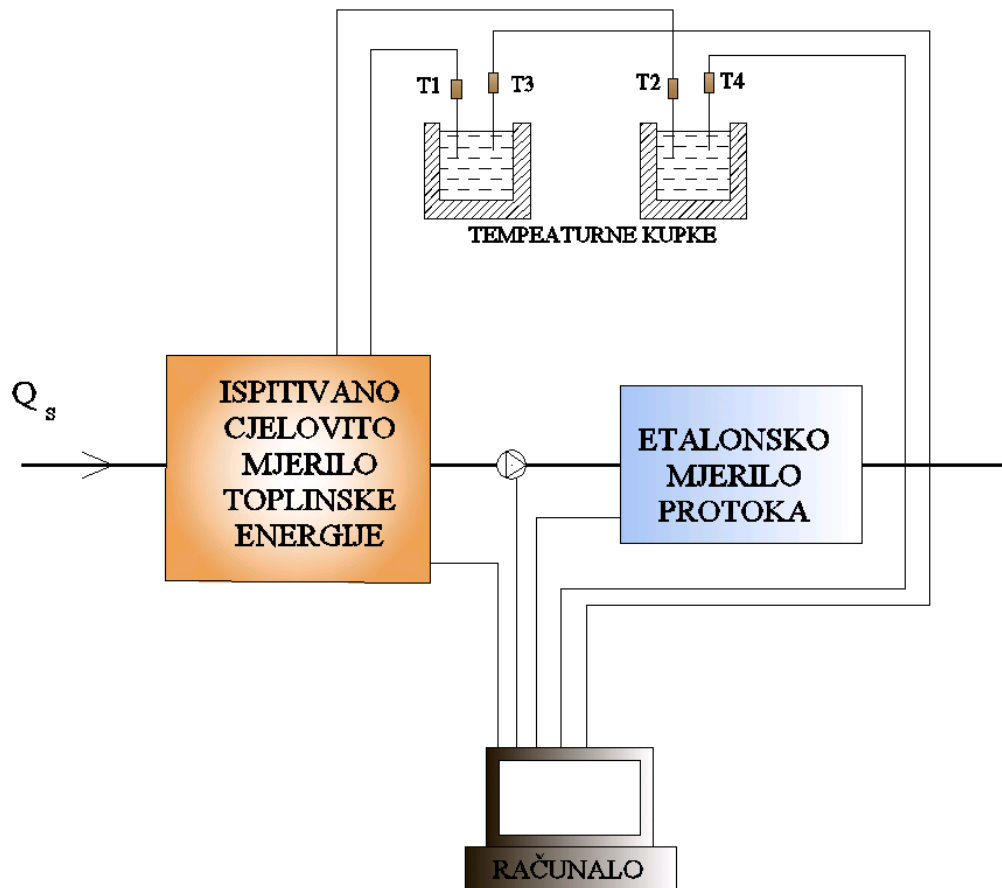 T1
T3
T2
T4
TEMPEATURNE KUPKE
Q s
ISPITIVANO
CJELOVITO
MJERILO
TOPLINSKE
ENERGIJE
ETALONSKO
MJERILO
PROTOKA
RAČUNALO